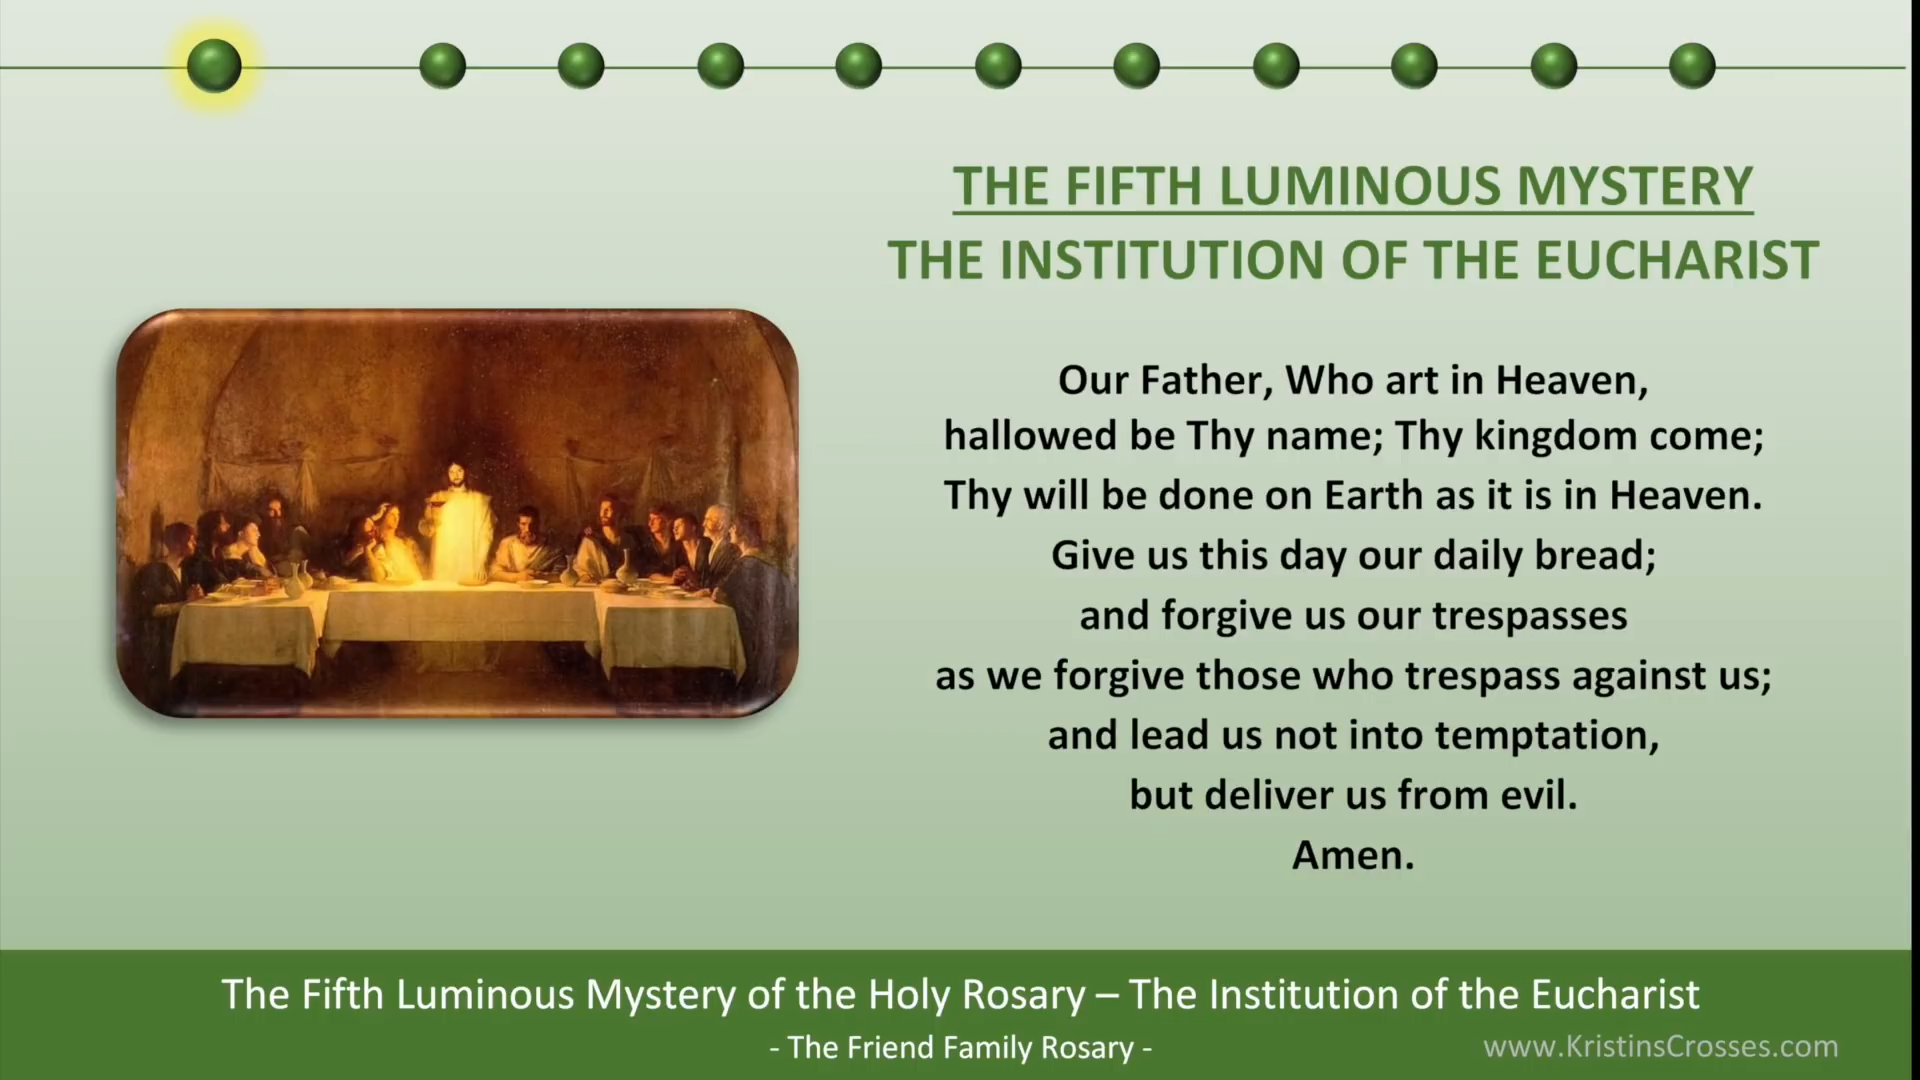 THE FIFTH LUMINOUS MYSTERY
THE INSTITUTION OF THE EUCHARIST
Our Father, Who art in Heaven,
hallowed be Thy name; Thy kingdom come;
Thy will be done on Earth as it is in Heaven.
Give us this day our daily bread;
and forgive us our trespasses
as we forgive those who trespass against us;
and lead us not into temptation,
but deliver us from evil.
Amen.
The Fifth Luminous Mystery of the Holy Rosary – The Institution of the Eucharist
- The Friend Family Rosary -
www.KristinsCrosses.com